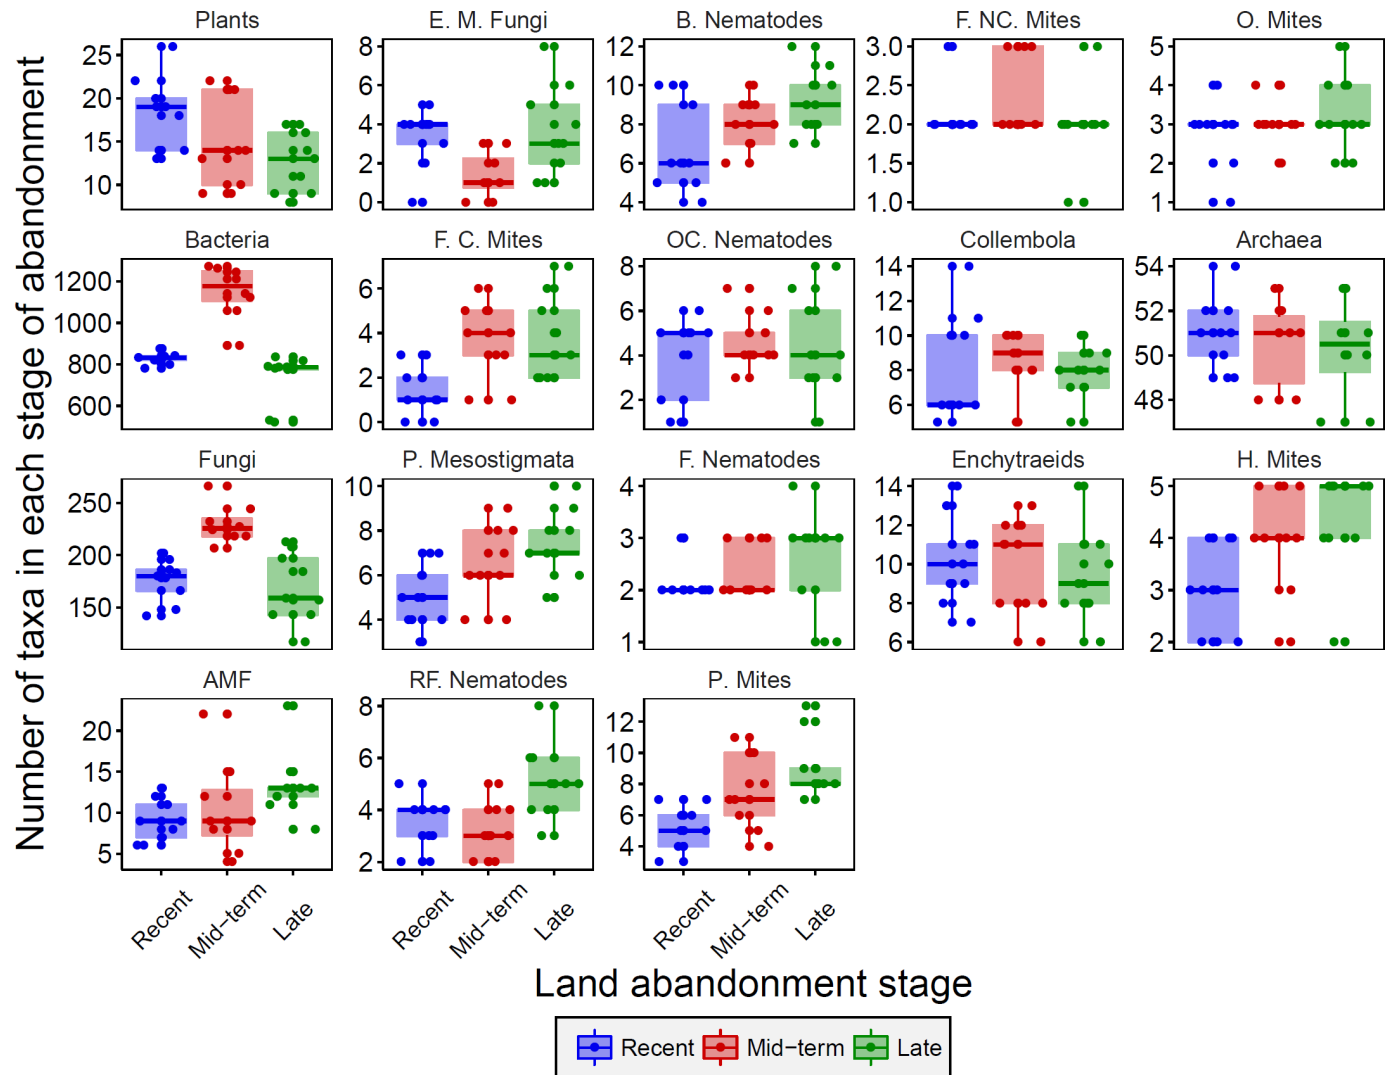 Number of taxa in each stage of abandonment
Plants
25
20
15
10
E. M. Fungi
8
6
4
2
0
B. Nematodes
12
10
8
6
4
F. NC. Mites
3.0
2.5
2.0
1.5
1.0
O. Mites
5
4
3
2
1
Bacteria
1200
1000
800
600
F. C. Mites
6
4
2
0
OC. Nematodes
8
6
4
2
Collembola
14
12
10
8
6
Archaea
54
52
50
48
Fungi
250
200
150
P. Mesostigmata
10
8
6
4
F. Nematodes
4
3
2
1
Enchytraeids
14
12
10
8
6
H. Mites
5
4
3
2
AMF
20
15
10
5
RF. Nematodes
8
6
4
2
P. Mites
12
10
8
6
4
Recent
Mid−term
Late
Recent
Mid−term
Late
Recent
Mid−term
Late
Land abandonment stage
Recent Mid−term Late